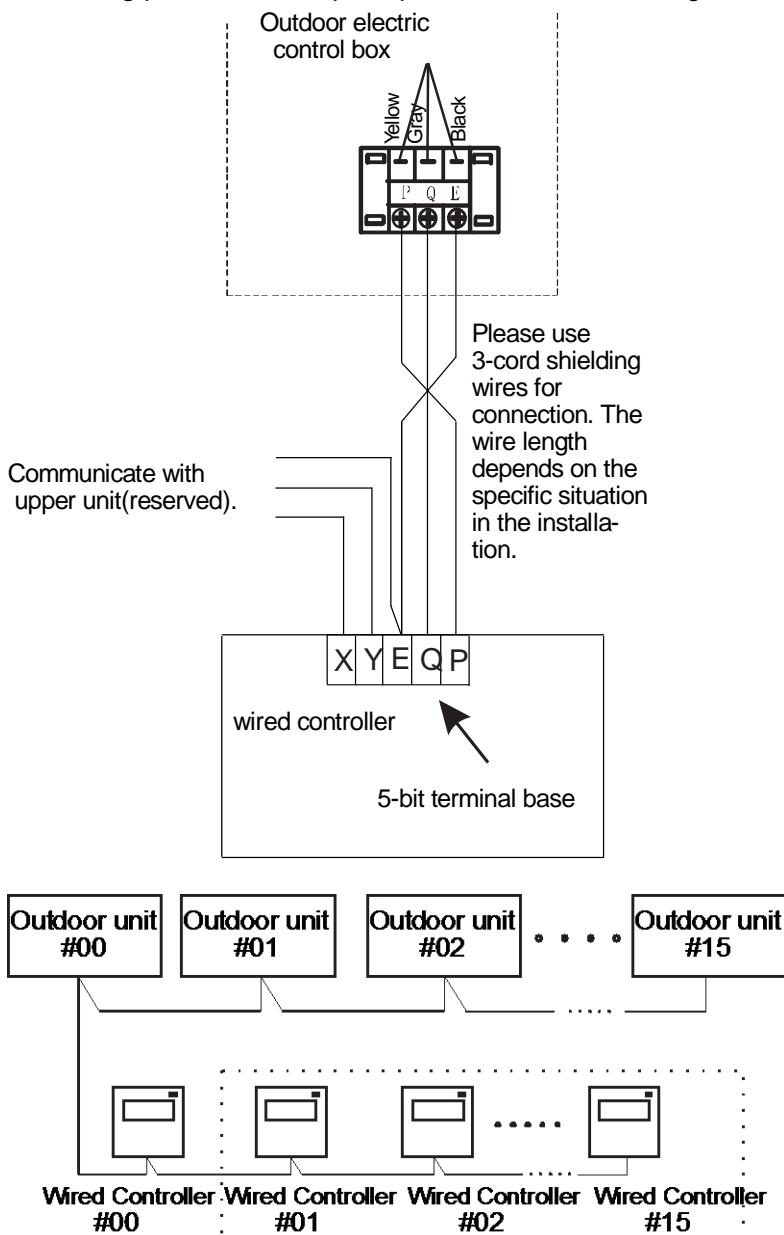 Outdoor electric
control box
Yellow
Gray
Black
P Q E
Please use
3-cord shielding
wires for
connection. The
wire length
depends on the
specific situation
in the installa-
tion.
Communicate with
upper unit(reserved).
X Y E Q P
wired controller
5-bit terminal base
Outdoor unit
#00
Outdoor unit
#01
Outdoor unit
#02
Outdoor unit
#15
Wired Controller
#00
Wired Controller
#01
Wired Controller
#02
Wired Controller
#15